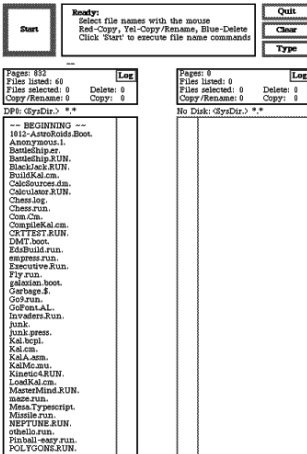 Start
Ready:
Select file names with the mouse
Red-Copy, Yel-Copy/Rename, Blue-Delete
Click 'Start' to execute file name commands
Quit
Clear
Type
Pages: 832
Files listed: 60
Files selected: 0 Delete: 0
Copy/Rename: 0 Copy: 0
Log
DP0: <SysDir.> *.*
Pages: 0
Files listed: 0
Files selected: 0 Delete: 0
Copy/Rename: 0 Copy: 0
Log
No Disk: <SysDir.> *.*
-- BEGINNING --
1012-AstroRoids.Boot.
Anonymous.1.
BattleShip.er.
BattleShip.RUN.
BlackJack.RUN.
BuildKal.cm.
CalcSources.dm.
Calculator.RUN.
Chess.log.
Chess.run.
Com.Cm.
CompileKal.cm.
CRTTEST.RUN.
DMT.boot.
EdsBuild.run.
empress.run.
Executive.Run.
Fly.run.
galaxian.boot.
Garbage.$.
Go9.run.
GoFont.AL.
Invaders.Run.
junk.
junk.press.
Kal.bcpl.
Kal.cm.
KalA.asm.
KalMc.mu.
Kinetic4.RUN.
LoadKal.cm.
MasterMind.RUN.
maze.run.
Mesa.Typescript.
Missile.run.
NEPTUNE.RUN.
othello.run.
Pinball-easy.run.
POLYGONS.RUN.